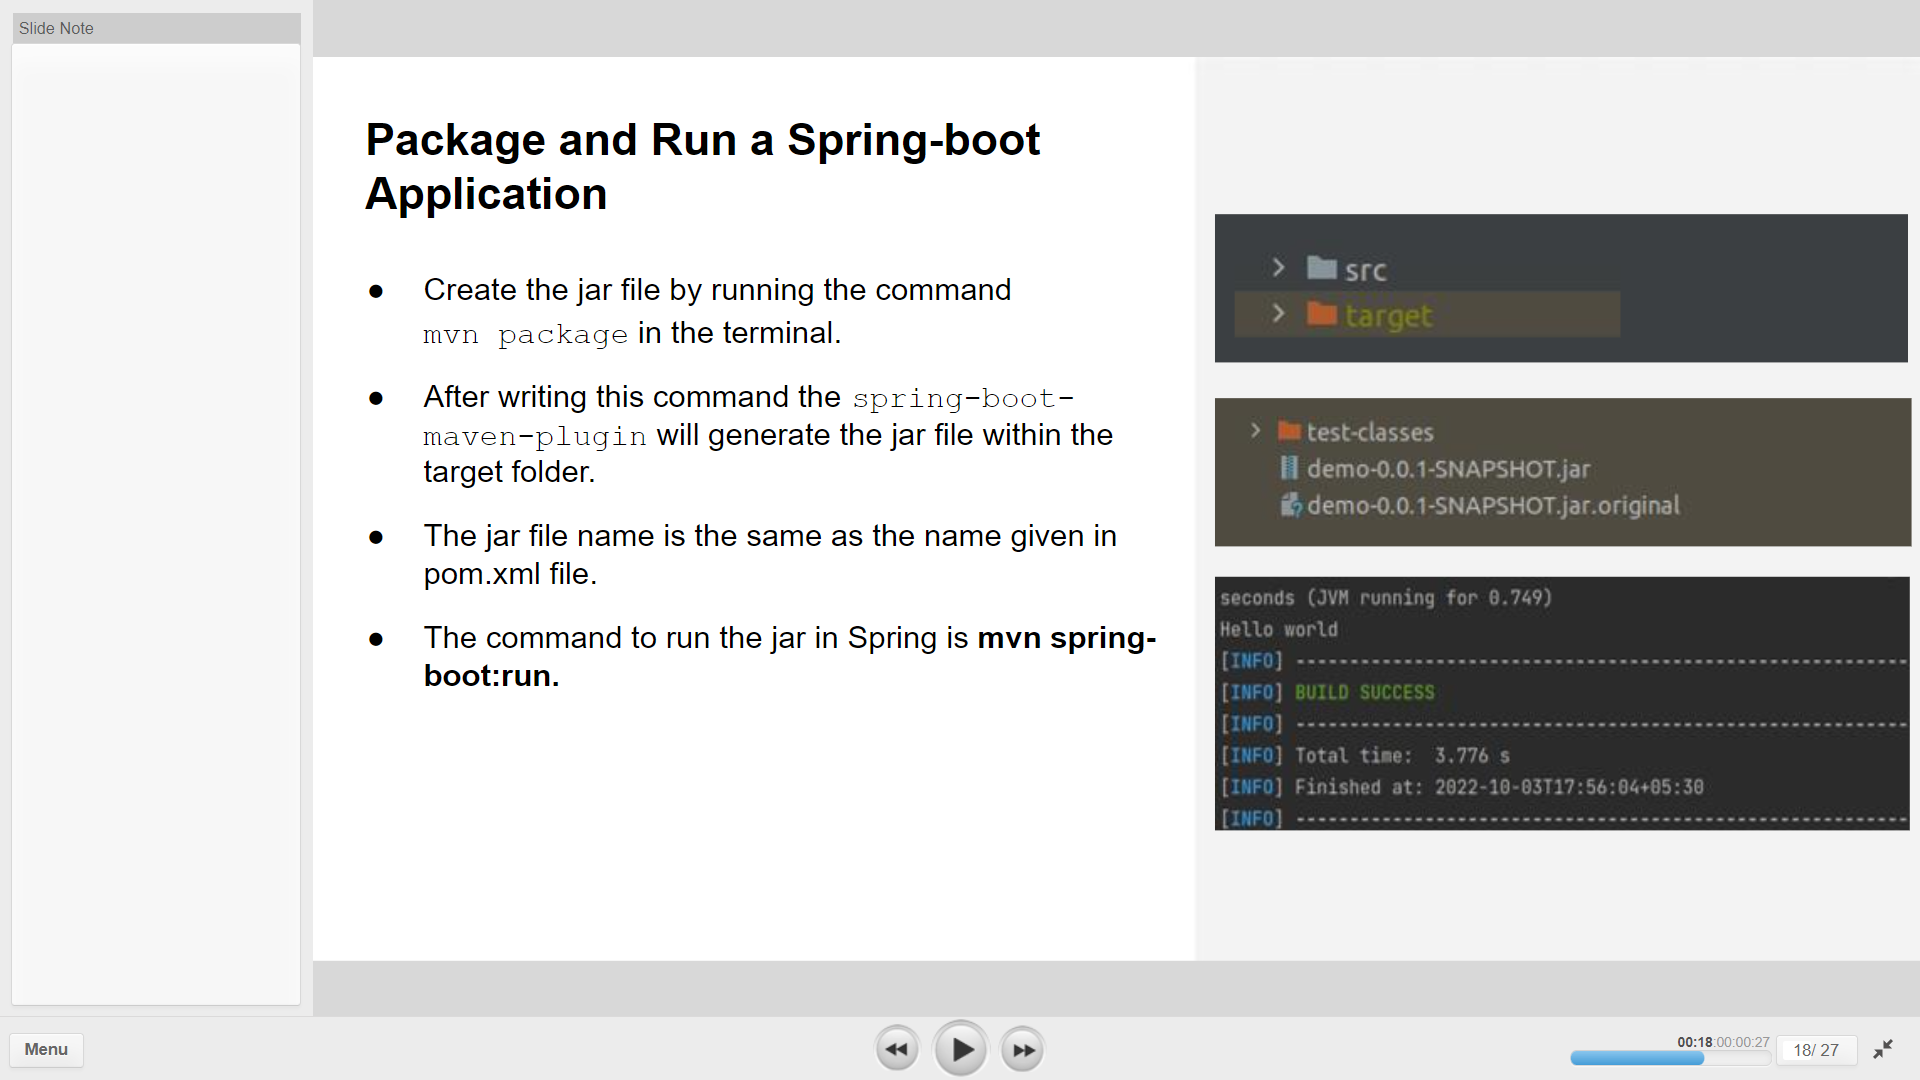 Slide Note
Package and Run a Spring-boot
Application
● Create the jar file by running the command
mvn package in the terminal.
● After writing this command the spring-boot-
maven-plugin will generate the jar file within the
target folder.
● The jar file name is the same as the name given in
pom.xml file.
● The command to run the jar in Spring is mvn spring-
boot:run.
src
target
test-classes
demo-0.0.1-SNAPSHOT.jar
demo-0.0.1-SNAPSHOT.jar.original
seconds (JVM running for 0.749)
Hello world
[INFO] ------------------------------------------------------------------------
[INFO] BUILD SUCCESS
[INFO] ------------------------------------------------------------------------
[INFO] Total time:  3.776 s
[INFO] Finished at: 2022-10-03T17:56:04+05:30
[INFO] ------------------------------------------------------------------------
Menu
00:18:00:00:27
18/ 27